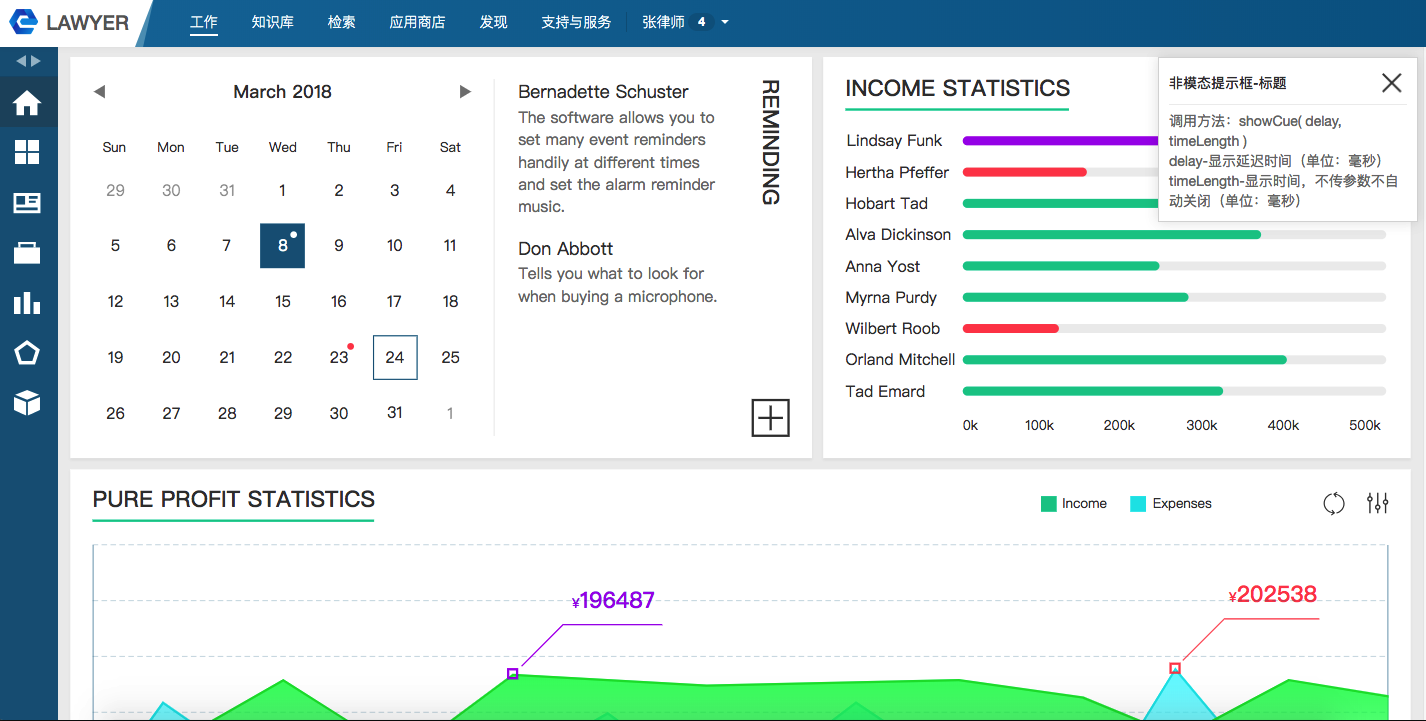 LAWYER
工作 知识库 检索 应用商店 发现 支持与服务 张律师 4
March 2018
Sun Mon Tue Wed Thu Fri Sat
29 30 31 1 2 3 4
5 6 7 8 9 10 11
12 13 14 15 16 17 18
19 20 21 22 23 24 25
26 27 28 29 30 31 1
Bernadette Schuster
The software allows you to
set many event reminders
handily at different times
and set the alarm reminder
music.
Don Abbott
Tells you what to look for
when buying a microphone.
REMINDING
INCOME STATISTICS
Lindsay Funk
Hertha Pfeffer
Hobart Tad
Alva Dickinson
Anna Yost
Myrna Purdy
Wilbert Roob
Orland Mitchell
Tad Emard
0k 100k 200k 300k 400k 500k
非模态提示框-标题
调用方法：showCue( delay,
timeLength )
delay-显示延迟时间（单位：毫秒）
timeLength-显示时间，不传参数不自
动关闭（单位：毫秒）
PURE PROFIT STATISTICS
Income Expenses
¥196487
¥202538